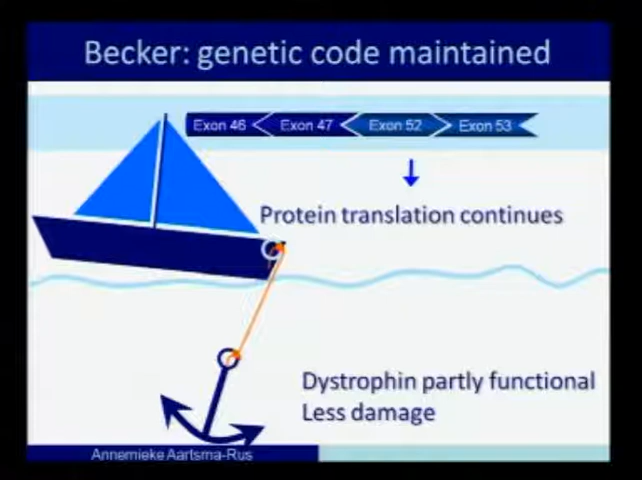 Becker: genetic code maintained
Exon 46 Exon 47 Exon 52 Exon 53
Protein translation continues
Dystrophin partly functional
Less damage
Annemieke Aartsma-Rus